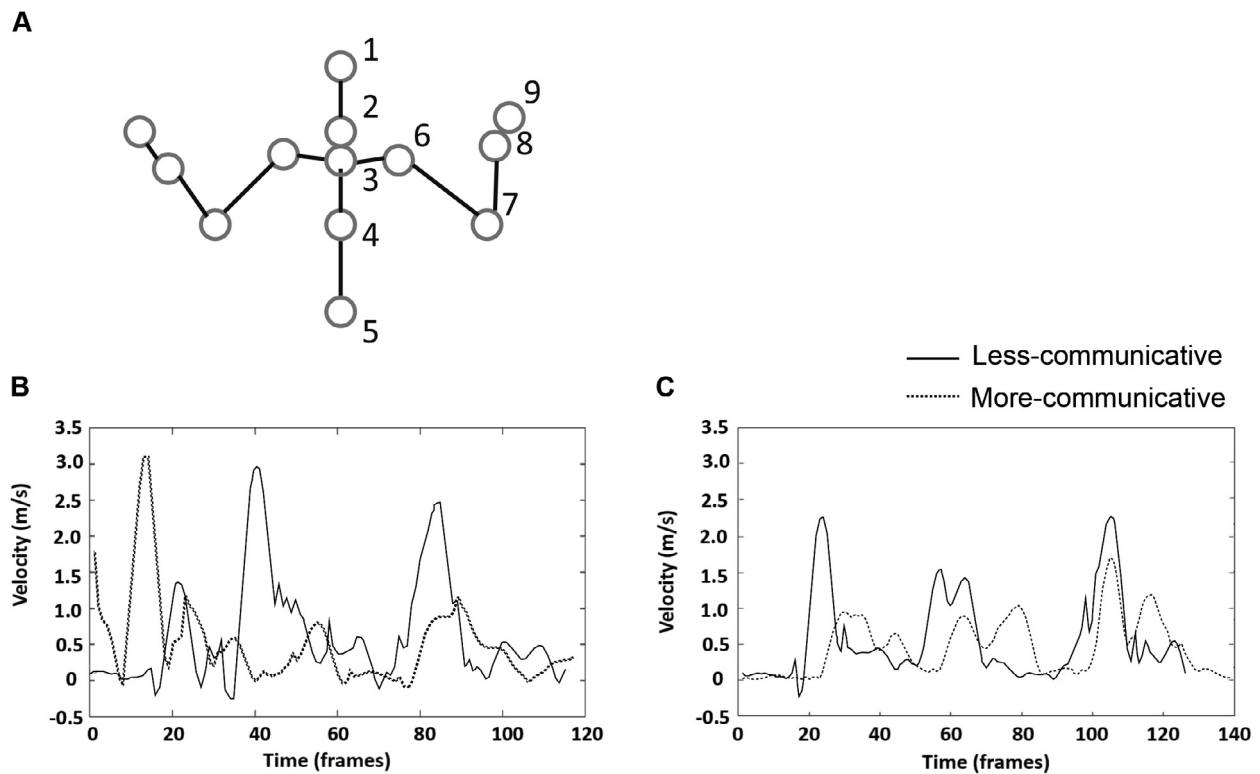 A
1
2
3
4
5
6
7
8
9
Less-communicative
More-communicative
B
Velocity (m/s)
3.5
3.0
2.5
2.0
1.5
1.0
0.5
0
-0.5
0 20 40 60 80 100 120
Time (frames)
C
Velocity (m/s)
3.5
3.0
2.5
2.0
1.5
1.0
0.5
0
-0.5
0 20 40 60 80 100 120 140
Time (frames)